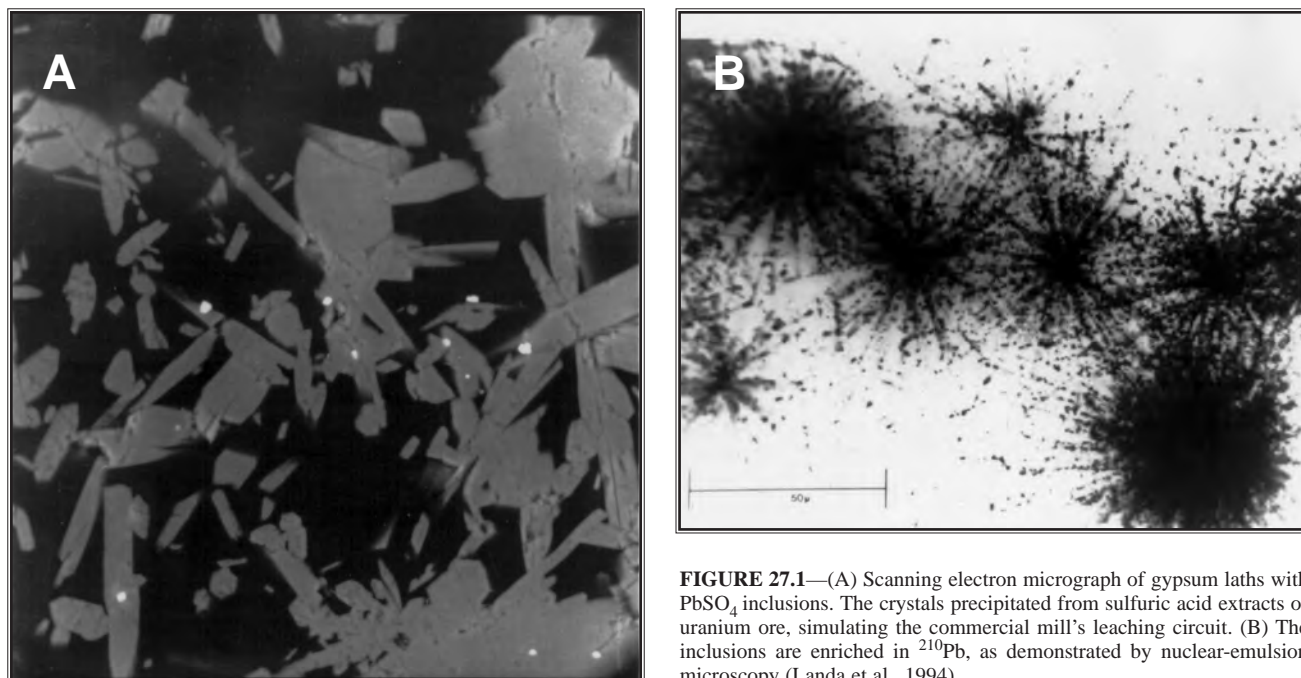 A
B
50µ
FIGURE 27.1—(A) Scanning electron micrograph of gypsum laths with
PbSO4 inclusions. The crystals precipitated from sulfuric acid extracts
uranium ore, simulating the commercial mill's leaching circuit. (B)
inclusions are enriched in 210Pb, as demonstrated by nuclear-emulsion
microscopy (Landa et al., 1994)